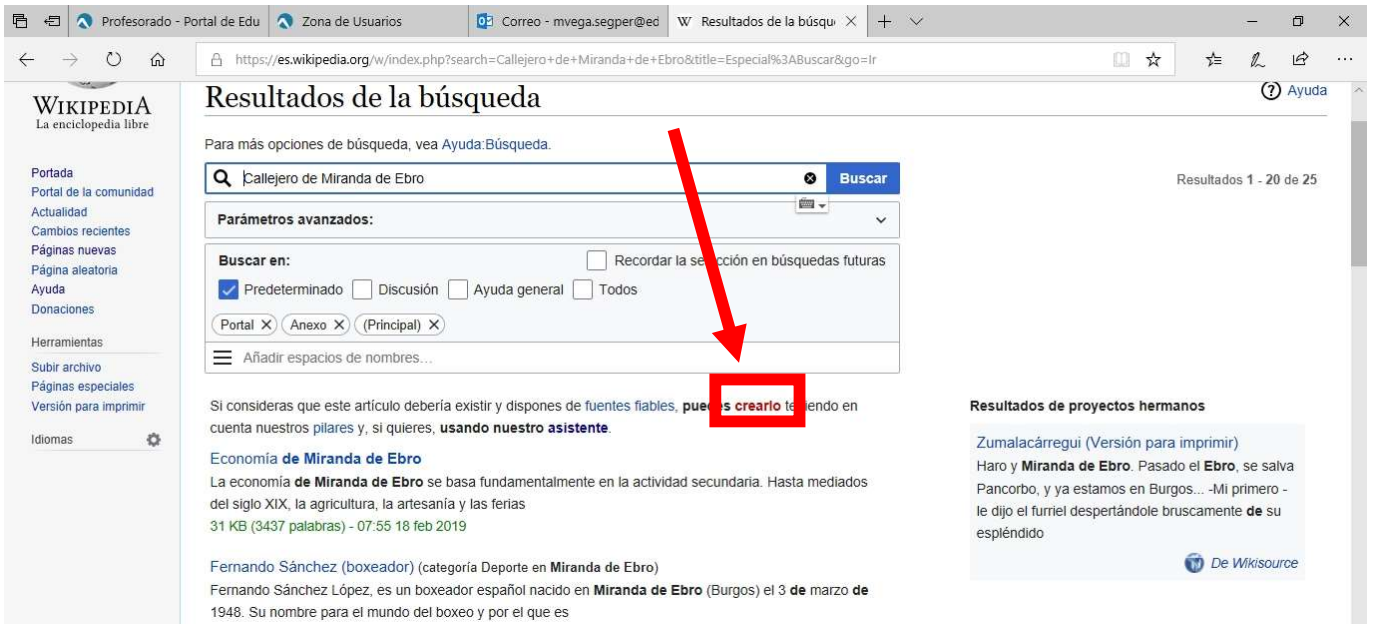 Profesorado - Portal de Edu
Zona de Usuarios
Correo - mvega.segper@ed
W Resultados de la búsqu
https://es.wikipedia.org/w/index.php?search=Callejero+de+Miranda+de+Ebro&title=Especial%3ABuscar&go=Ir
WIKIPEDIA
La enciclopedia libre
Portada
Portal de la comunidad
Actualidad
Cambios recientes
Páginas nuevas
Página aleatoria
Ayuda
Donaciones
Herramientas
Subir archivo
Páginas especiales
Versión para imprimir
Idiomas
Resultados de la búsqueda
Ayuda
Para más opciones de búsqueda, vea Ayuda:Búsqueda.
Callejero de Miranda de Ebro
Buscar
Resultados 1 - 20 de 25
Parámetros avanzados:
Buscar en:
Recordar la selección en búsquedas futuras
Predeterminado Discusión Ayuda general Todos
Portal Anexo (Principal)
Añadir espacios de nombres...
Si consideras que este artículo debería existir y dispones de fuentes fiables, puedes crearlo teniendo en
cuenta nuestros pilares y, si quieres, usando nuestro asistente.
Economía de Miranda de Ebro
La economía de Miranda de Ebro se basa fundamentalmente en la actividad secundaria. Hasta mediados
del siglo XIX, la agricultura, la artesanía y las ferias
31 KB (3437 palabras) - 07:55 18 feb 2019
Fernando Sánchez (boxeador) (categoría Deporte en Miranda de Ebro)
Fernando Sánchez López, es un boxeador español nacido en Miranda de Ebro (Burgos) el 3 de marzo de
1948. Su nombre para el mundo del boxeo y por el que es
Resultados de proyectos hermanos
Zumalacárregui (Versión para imprimir)
Haro y Miranda de Ebro. Pasado el Ebro, se salva
Pancorbo, y ya estamos en Burgos... -Mi primero -
le dijo el furriel despertándole bruscamente de su
espléndido
De Wikisource